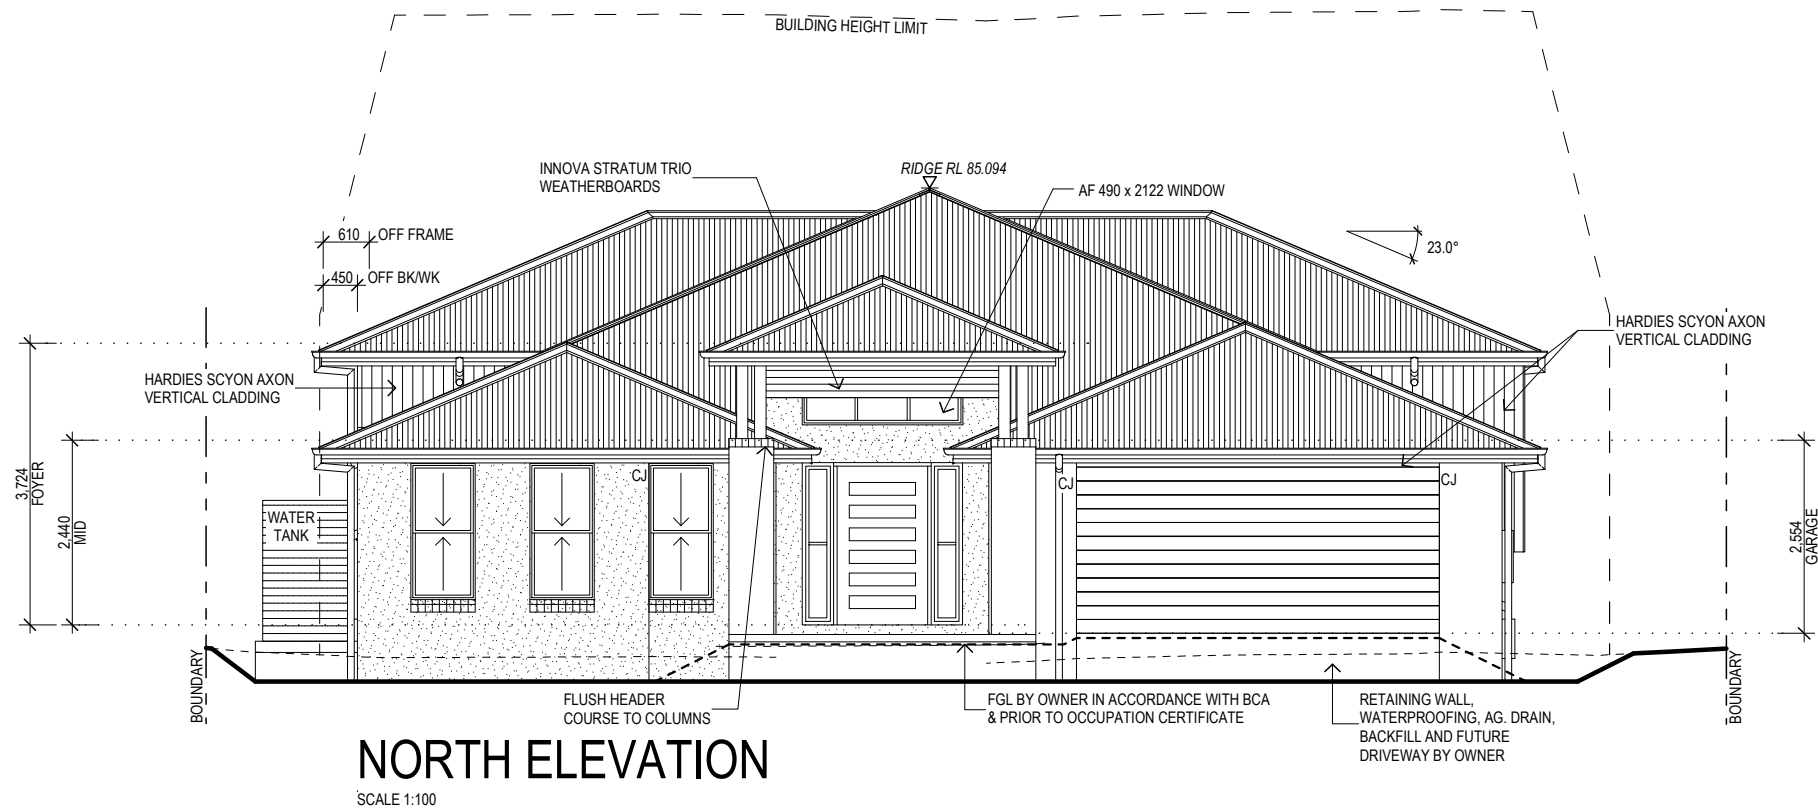 BUILDING HEIGHT LIMIT
INNOVA STRATUM TRIO
WEATHERBOARDS
RIDGE RL 85.094
AF 490 x 2122 WINDOW
610 OFF FRAME
450 OFF BK/WK
23.0°
HARDIES SCYON AXON
VERTICAL CLADDING
HARDIES SCYON AXON
VERTICAL CLADDING
3,724
FOYER
2,440
MID
WATER
TANK
CJ
CJ
CJ
2,554
GARAGE
BOUNDARY
BOUNDARY
FLUSH HEADER
COURSE TO COLUMNS
FGL BY OWNER IN ACCORDANCE WITH BCA
& PRIOR TO OCCUPATION CERTIFICATE
RETAINING WALL,
WATERPROOFING, AG. DRAIN,
BACKFILL AND FUTURE
DRIVEWAY BY OWNER
NORTH ELEVATION
SCALE 1:100